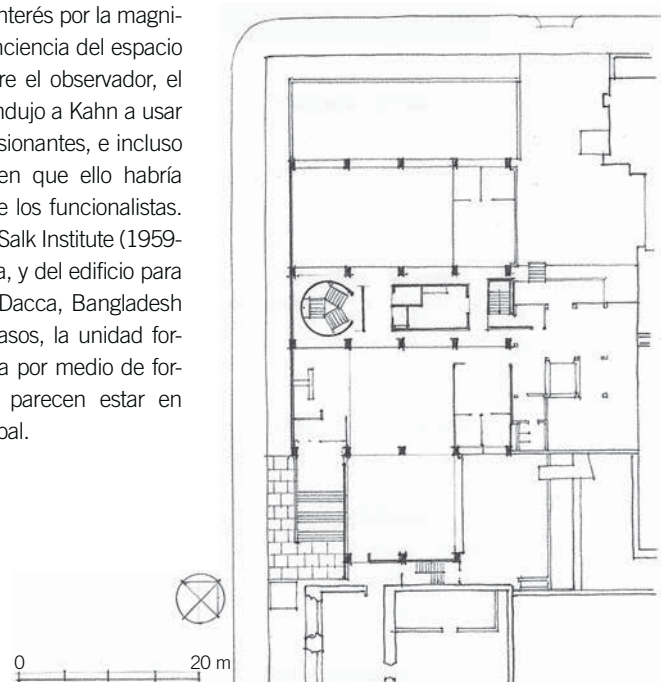 nterés por la magni-
nciencia del espacio
re el observador, el
ndujo a Kahn a usar
sionantes, e incluso
en que ello habría
e los funcionalistas.
Salk Institute (1959-
a, y del edificio para
Dacca, Bangladesh
asos, la unidad for-
a por medio de for-
parecen estar en
pal.
0 20 m